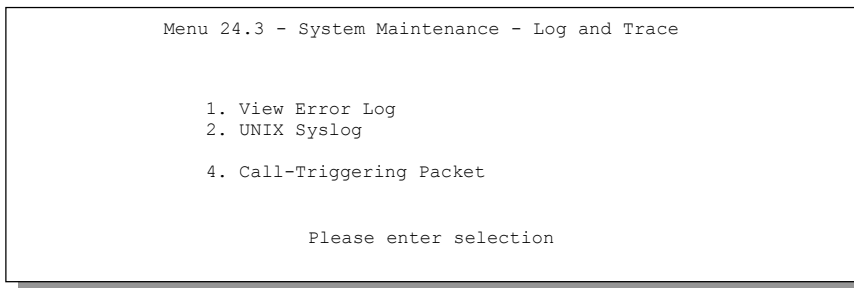 Menu 24.3 - System Maintenance - Log and Trace
1. View Error Log
2. UNIX Syslog
4. Call-Triggering Packet
Please enter selection